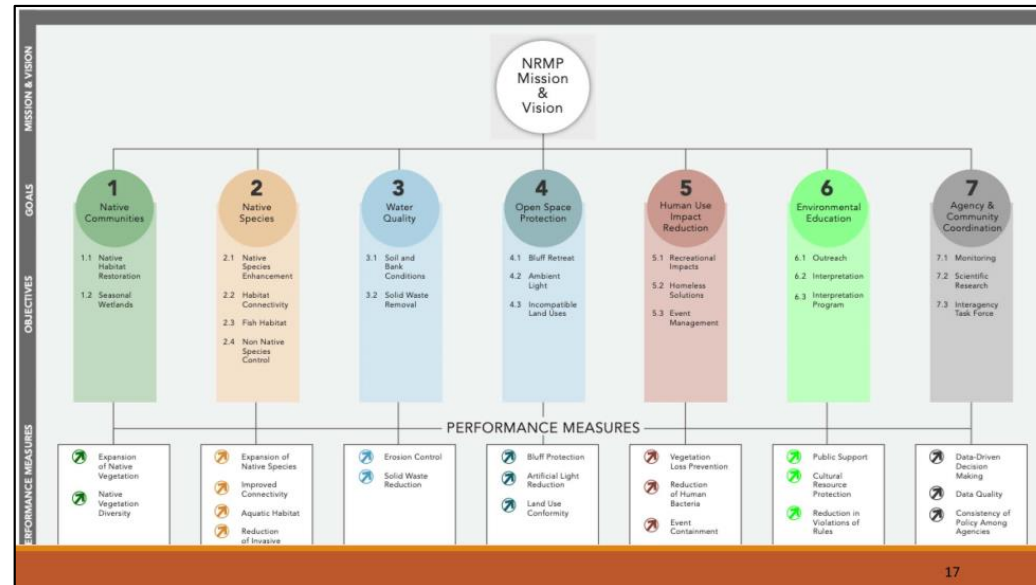 MISSION & VISION
NRMP
Mission
&
Vision
GOALS
1
Native
Communities
2
Native
Species
3
Water
Quality
4
Open Space
Protection
5
Human Use
Impact
Reduction
6
Environmental
Education
7
Agency &
Community
Coordination
OBJECTIVES
1.1 Native
Habitat
Restoration
1.2 Seasonal
Wetlands
2.1 Native
Species
Enhancement
2.2 Habitat
Connectivity
2.3 Fish Habitat
2.4 Non Native
Species
Control
3.1 Soil and
Bank
Conditions
3.2 Solid Waste
Removal
4.1 Bluff Retreat
4.2 Ambient
Light
4.3 Incompatible
Land Uses
5.1 Recreational
Impacts
5.2 Homeless
Solutions
5.3 Event
Management
6.1 Outreach
6.2 Interpretation
6.3 Interpretation
Program
7.1 Monitoring
7.2 Scientific
Research
7.3 Interagency
Task Force
PERFORMANCE MEASURES
PERFORMANCE MEASURES
Expansion
of Native
Vegetation
Native
Vegetation
Diversity
Expansion of
Native Species
Improved
Connectivity
Aquatic Habitat
Reduction
of Invasive
Erosion Control
Solid Waste
Reduction
Bluff Protection
Artificial Light
Reduction
Land Use
Conformity
Vegetation
Loss Prevention
Reduction
of Human
Bacteria
Event
Containment
Public Support
Cultural
Resource
Protection
Reduction in
Violations of
Rules
Data-Driven
Decision
Making
Data Quality
Consistency of
Policy Among
Agencies
17